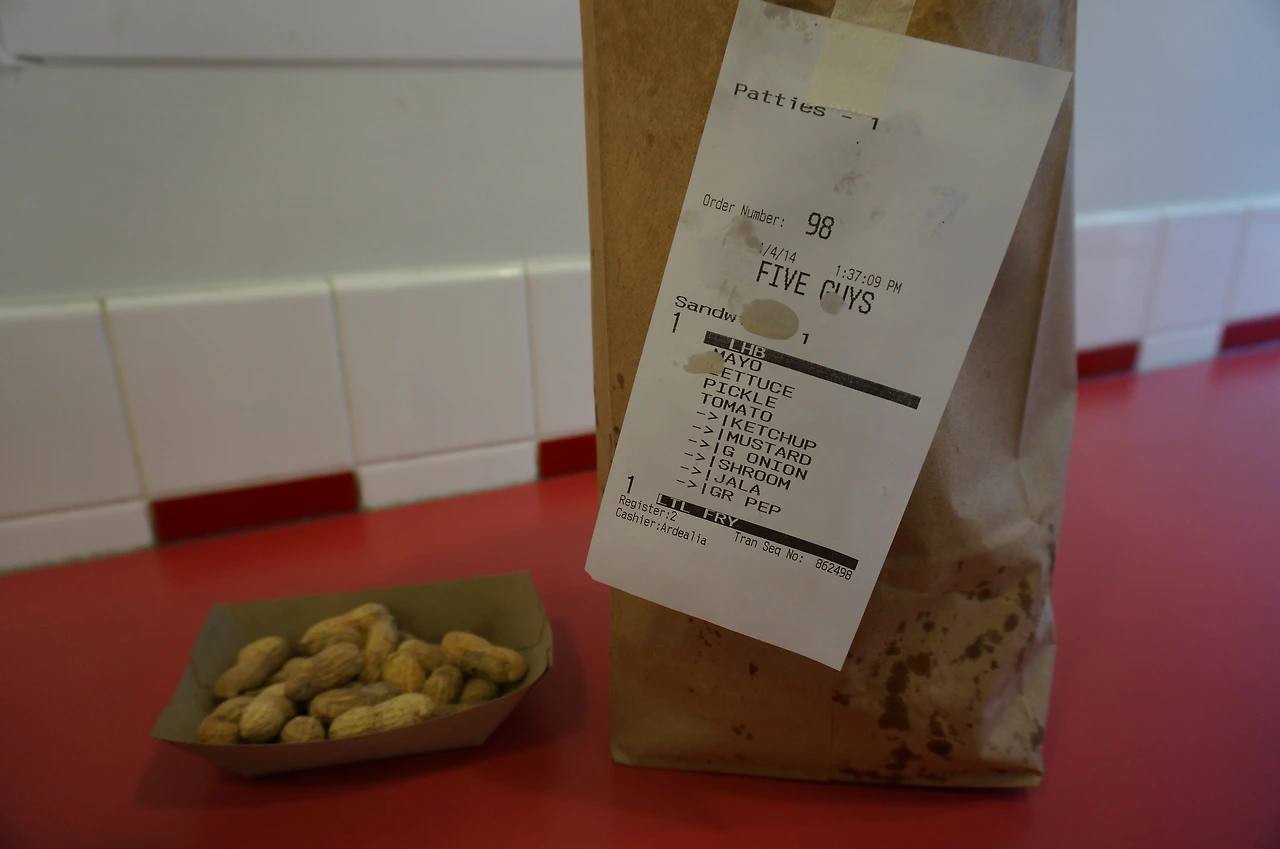 Patties - 1
Order Number: 98
/4/14 1:37:09 PM
FIVE GUYS
Sandw 1
1 LHB
MAYO
LETTUCE
PICKLE
TOMATO
->|KETCHUP
->|MUSTARD
->|G ONION
->|SHROOM
->|JALA
->|GR PEP
1 LTL FRY
Register:2 Tran Seq No: 862498
Cashier:Ardealia